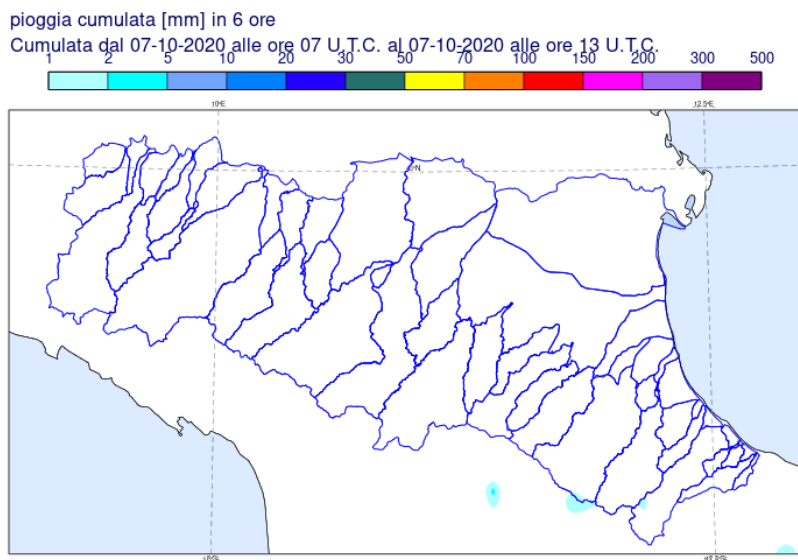 pioggia cumulata [mm] in 6 ore
Cumulata dal 07-10-2020 alle ore 07 U.T.C. al 07-10-2020 alle ore 13 U.T.C.
1 2 5 10 20 30 50 70 100 150 200 300 500
10°E 12.5°E